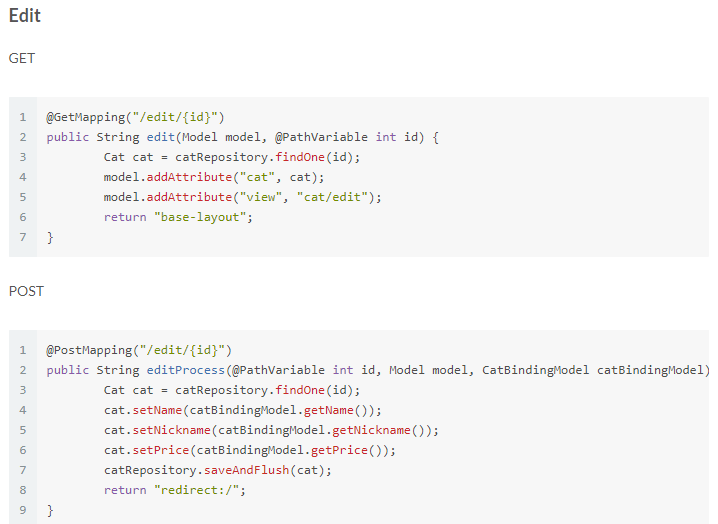 Edit
GET
1 @GetMapping("/edit/{id}")
2 public String edit(Model model, @PathVariable int id) {
3 Cat cat = catRepository.findOne(id);
4 model.addAttribute("cat", cat);
5 model.addAttribute("view", "cat/edit");
6 return "base-layout";
7 }
POST
1 @PostMapping("/edit/{id}")
2 public String editProcess(@PathVariable int id, Model model, CatBindingModel catBindingModel)
3 Cat cat = catRepository.findOne(id);
4 cat.setName(catBindingModel.getName());
5 cat.setNickname(catBindingModel.getNickname());
6 cat.setPrice(catBindingModel.getPrice());
7 catRepository.saveAndFlush(cat);
8 return "redirect:/";
9 }